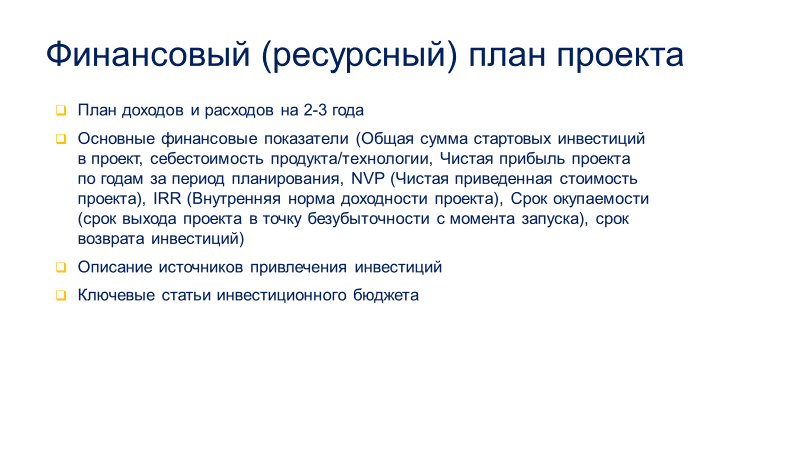 Финансовый (ресурсный) план проекта
План доходов и расходов на 2-3 года
Основные финансовые показатели (Общая сумма стартовых инвестиций
в проект, себестоимость продукта/технологии, Чистая прибыль проекта
по годам за период планирования, NVP (Чистая приведенная стоимость
проекта), IRR (Внутренняя норма доходности проекта), Срок окупаемости
(срок выхода проекта в точку безубыточности с момента запуска), срок
возврата инвестиций)
Описание источников привлечения инвестиций
Ключевые статьи инвестиционного бюджета